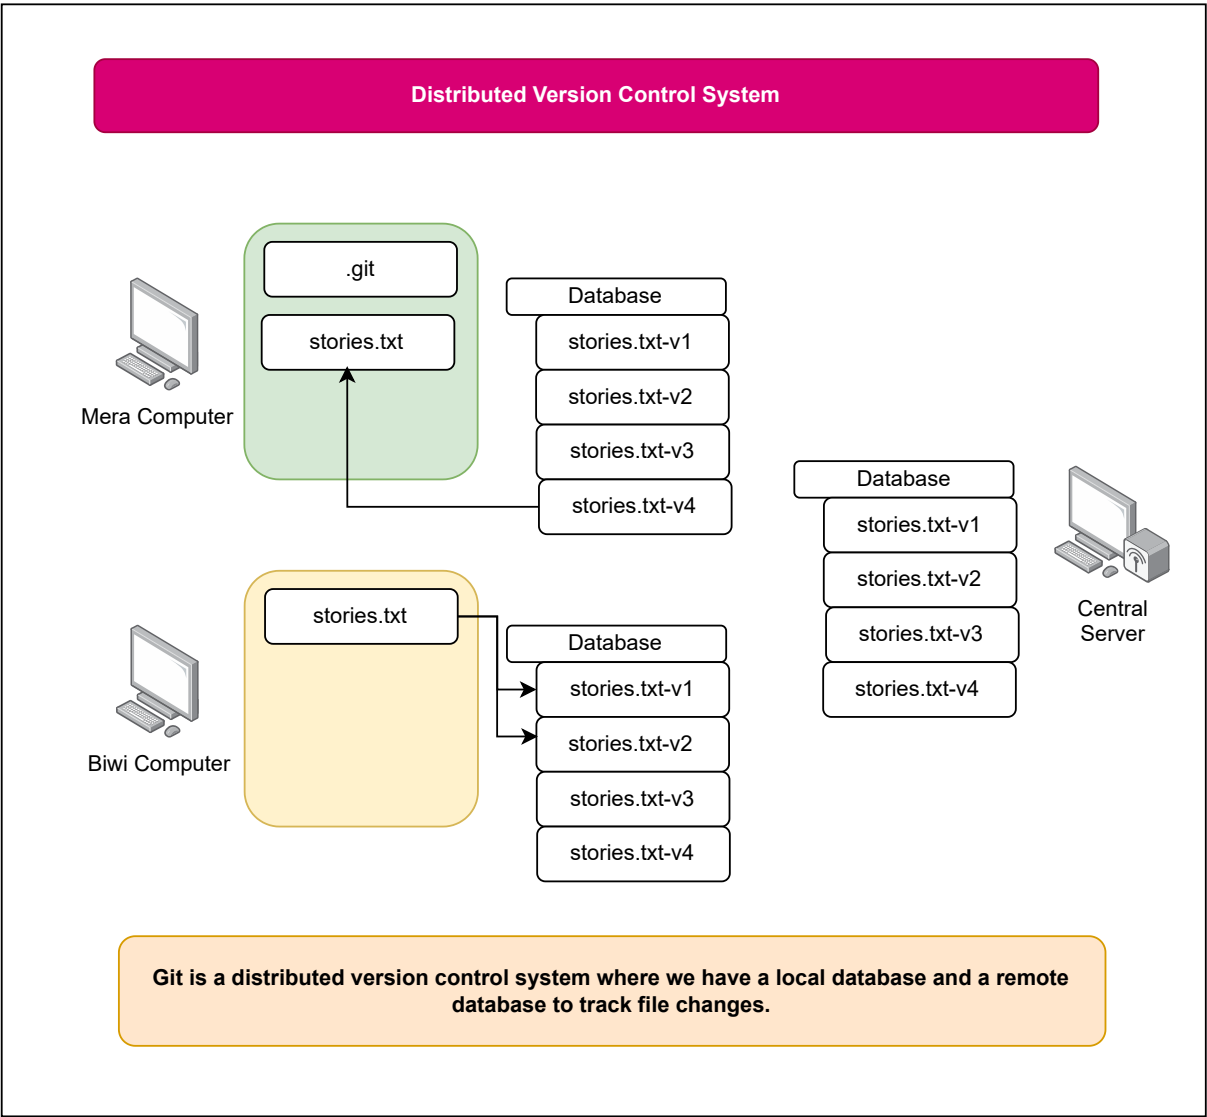 Distributed Version Control System
.git
stories.txt
Mera Computer
Database
stories.txt-v1
stories.txt-v2
stories.txt-v3
stories.txt-v4
stories.txt
Biwi Computer
Database
stories.txt-v1
stories.txt-v2
stories.txt-v3
stories.txt-v4
Database
stories.txt-v1
stories.txt-v2
stories.txt-v3
stories.txt-v4
Central
Server
Git is a distributed version control system where we have a local database and a remote
database to track file changes.